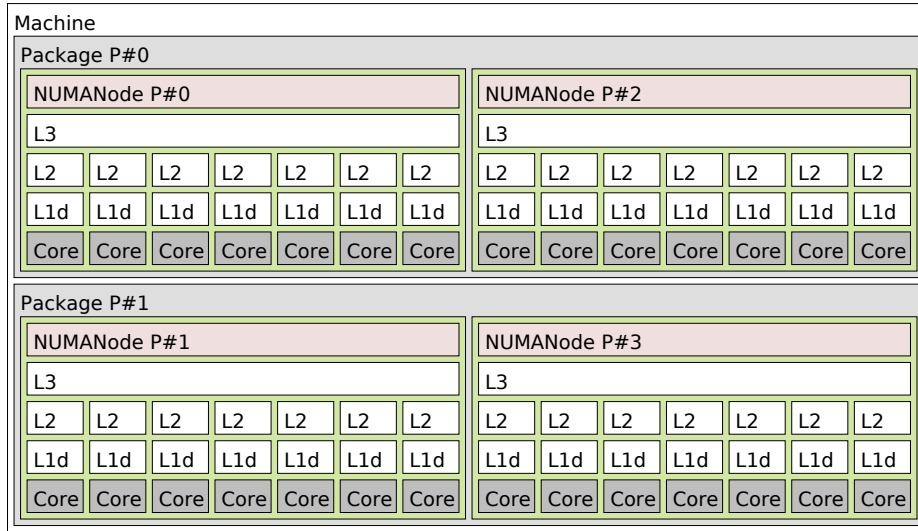 Machine
Package P#0
NUMANode P#0 NUMANode P#2
L3 L3
L2 L2 L2 L2 L2 L2 L2 L2 L2 L2 L2 L2 L2 L2
L1d L1d L1d L1d L1d L1d L1d L1d L1d L1d L1d L1d L1d L1d
Core Core Core Core Core Core Core Core Core Core Core Core Core Core
Package P#1
NUMANode P#1 NUMANode P#3
L3 L3
L2 L2 L2 L2 L2 L2 L2 L2 L2 L2 L2 L2 L2 L2
L1d L1d L1d L1d L1d L1d L1d L1d L1d L1d L1d L1d L1d L1d
Core Core Core Core Core Core Core Core Core Core Core Core Core Core